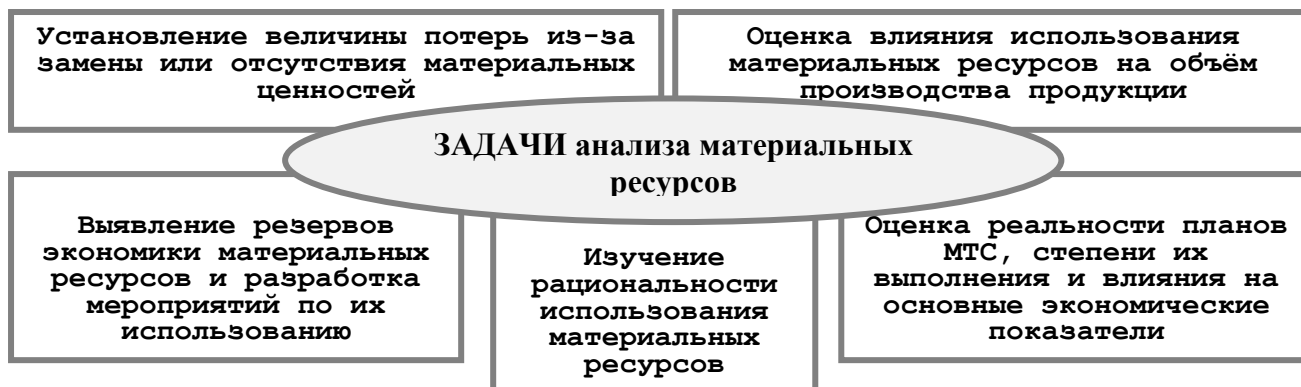 Установление величины потерь из-за
замены или отсутствия материальных
ценностей
Оценка влияния использования
материальных ресурсов на объём
производства продукции
ЗАДАЧИ анализа материальных
ресурсов
Выявление резервов
экономики материальных
ресурсов и разработка
мероприятий по их
использованию
Изучение
рациональности
использования
материальных
ресурсов
Оценка реальности планов
МТС, степени их
выполнения и влияния на
основные экономические
показатели